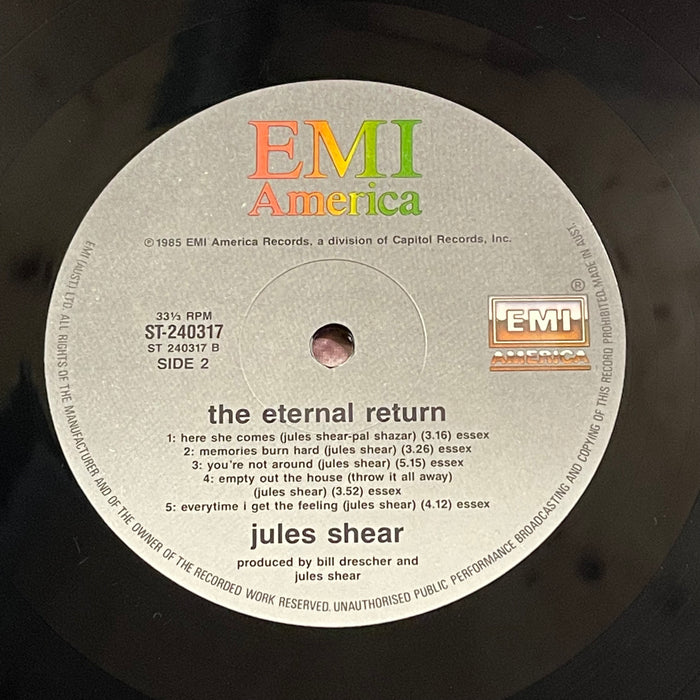 EMI
America
℗ 1985 EMI America Records, a division of Capitol Records, Inc.
33⅓ RPM
ST-240317
ST 240317 B
SIDE 2
®
EMI
AMERICA
the eternal return
1: here she comes (jules shear-pal shazar) (3.16) essex
2: memories burn hard (jules shear) (3.26) essex
3: you're not around (jules shear) (5.15) essex
4: empty out the house (throw it all away)
(jules shear) (3.52) essex
5: everytime i get the feeling (jules shear) (4.12) essex
jules shear
produced by bill drescher and
jules shear
EMI (AUST) LTD. ALL RIGHTS OF THE MANUFACTURER AND OF THE OWNER OF THE RECORDED WORK RESERVED. UNAUTHORISED PUBLIC PERFORMANCE BROADCASTING AND COPYING OF THIS RECORD PROHIBITED. MADE IN AUST.